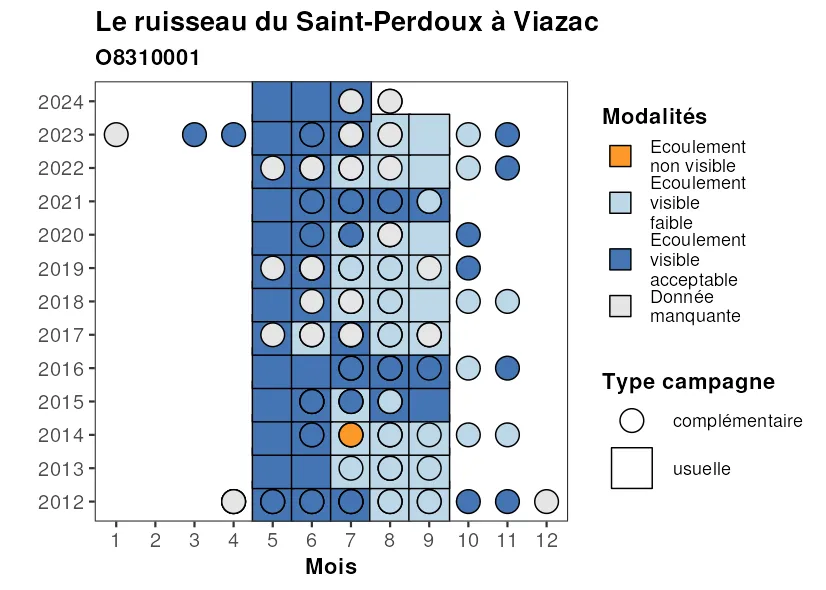 Le ruisseau du Saint-Perdoux à Viazac
O8310001
2024
2023
2022
2021
2020
2019
2018
2017
2016
2015
2014
2013
2012
1 2 3 4 5 6 7 8 9 10 11 12
Mois
Modalités
Ecoulement
non visible
Ecoulement
visible
faible
Ecoulement
visible
acceptable
Donnée
manquante
Type campagne
complémentaire
usuelle